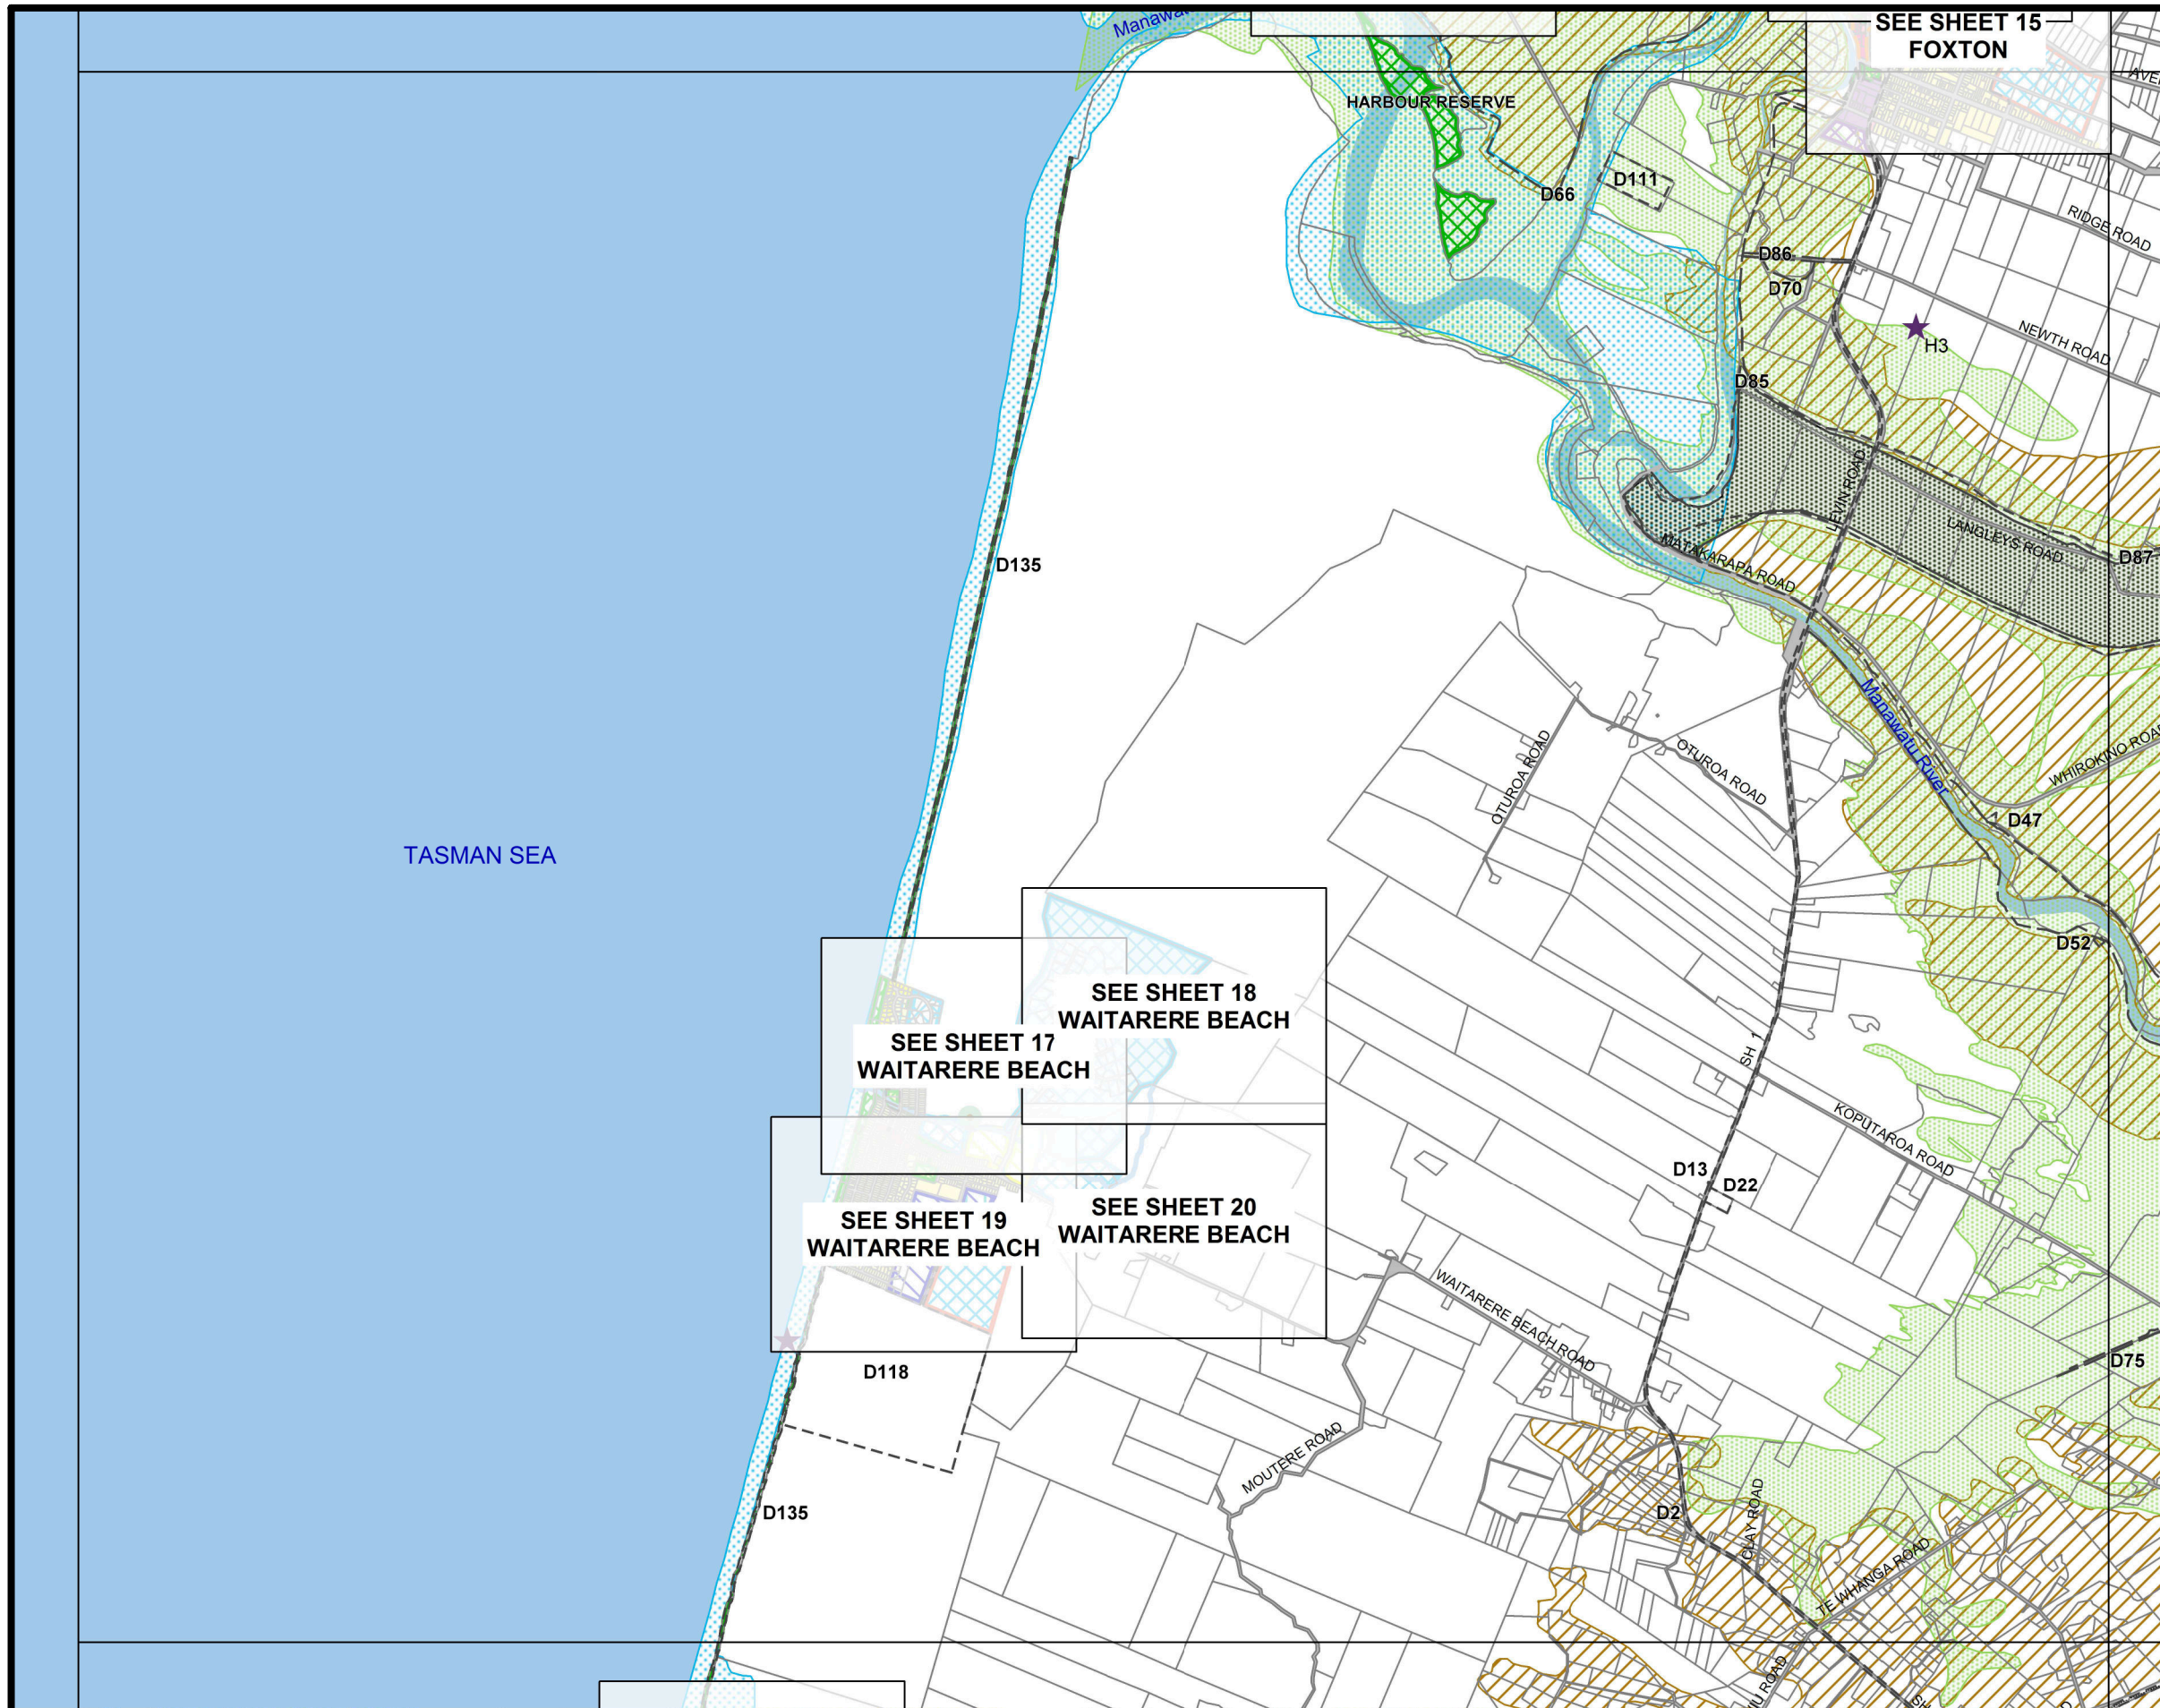 Manawat
SEE SHEET 15
FOXTON
HARBOUR RESERVE
D66
D111
RIDGE ROAD
D86
D70
NEWTH ROAD
H3
D85
LEVIN ROAD
LANGLEYS ROAD
D87
MATAKARAPA ROAD
D135
Manawatu River
OTUROA ROAD
OTUROA ROAD
WHIROKINO ROAD
D47
TASMAN SEA
D52
SEE SHEET 18
WAITARERE BEACH
SEE SHEET 17
WAITARERE BEACH
SH 1
KOPUTAROA ROAD
D13
D22
SEE SHEET 19
WAITARERE BEACH
SEE SHEET 20
WAITARERE BEACH
WAITARERE BEACH ROAD
D75
D118
MOUTERE ROAD
D135
D2
CLAY ROAD
TE WHANGA ROAD
HU ROAD
SH